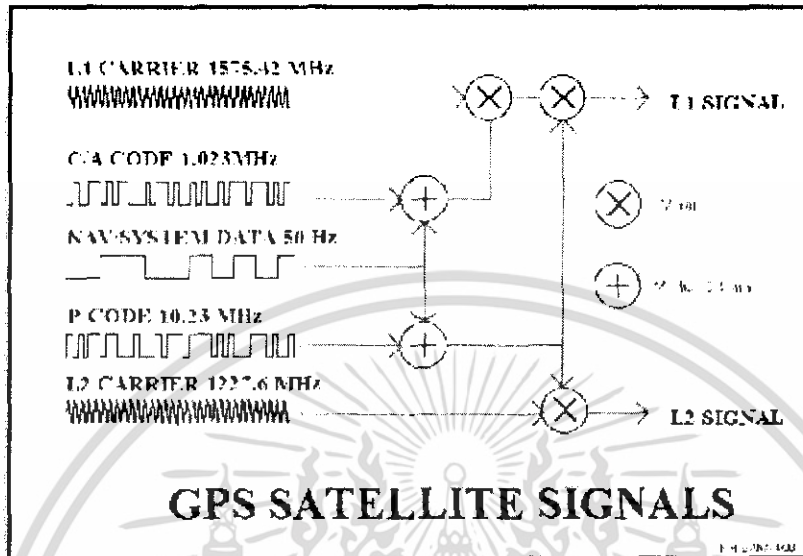 L1 CARRIER 1575.42 MHz
L1 SIGNAL
C/A CODE 1.023MHz
NAV/SYSTEM DATA 50 Hz
P CODE 10.23 MHz
L2 CARRIER 1227.6 MHz
L2 SIGNAL
GPS SATELLITE SIGNALS